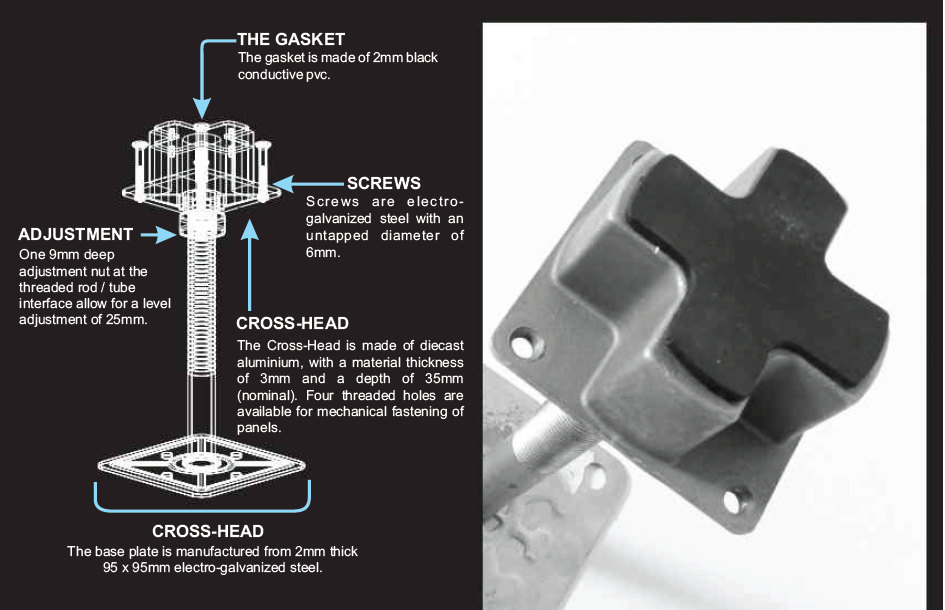 THE GASKET
The gasket is made of 2mm black
conductive pvc.
SCREWS
Screws are electro-
galvanized steel with an
untapped diameter of
6mm.
ADJUSTMENT
One 9mm deep
adjustment nut at the
threaded rod / tube
interface allow for a level
adjustment of 25mm.
CROSS-HEAD
The Cross-Head is made of diecast
aluminium, with a material thickness
of 3mm and a depth of 35mm
(nominal). Four threaded holes are
available for mechanical fastening of
panels.
CROSS-HEAD
The base plate is manufactured from 2mm thick
95 x 95mm electro-galvanized steel.